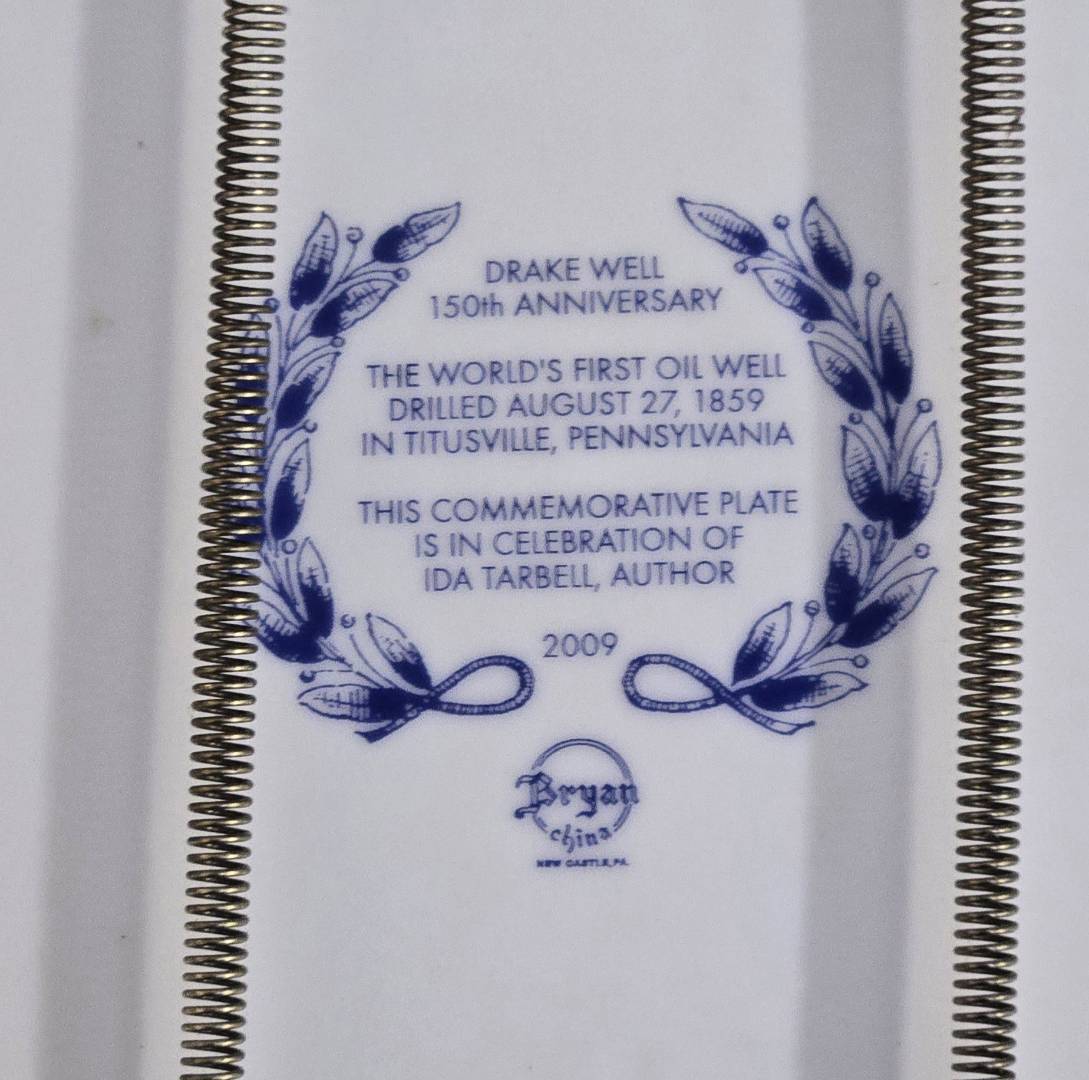 DRAKE WELL
150th ANNIVERSARY
THE WORLD'S FIRST OIL WELL
DRILLED AUGUST 27, 1859
IN TITUSVILLE, PENNSYLVANIA
THIS COMMEMORATIVE PLATE
IS IN CELEBRATION OF
IDA TARBELL, AUTHOR
2009
Bryan
china
NEW CASTLE, PA.